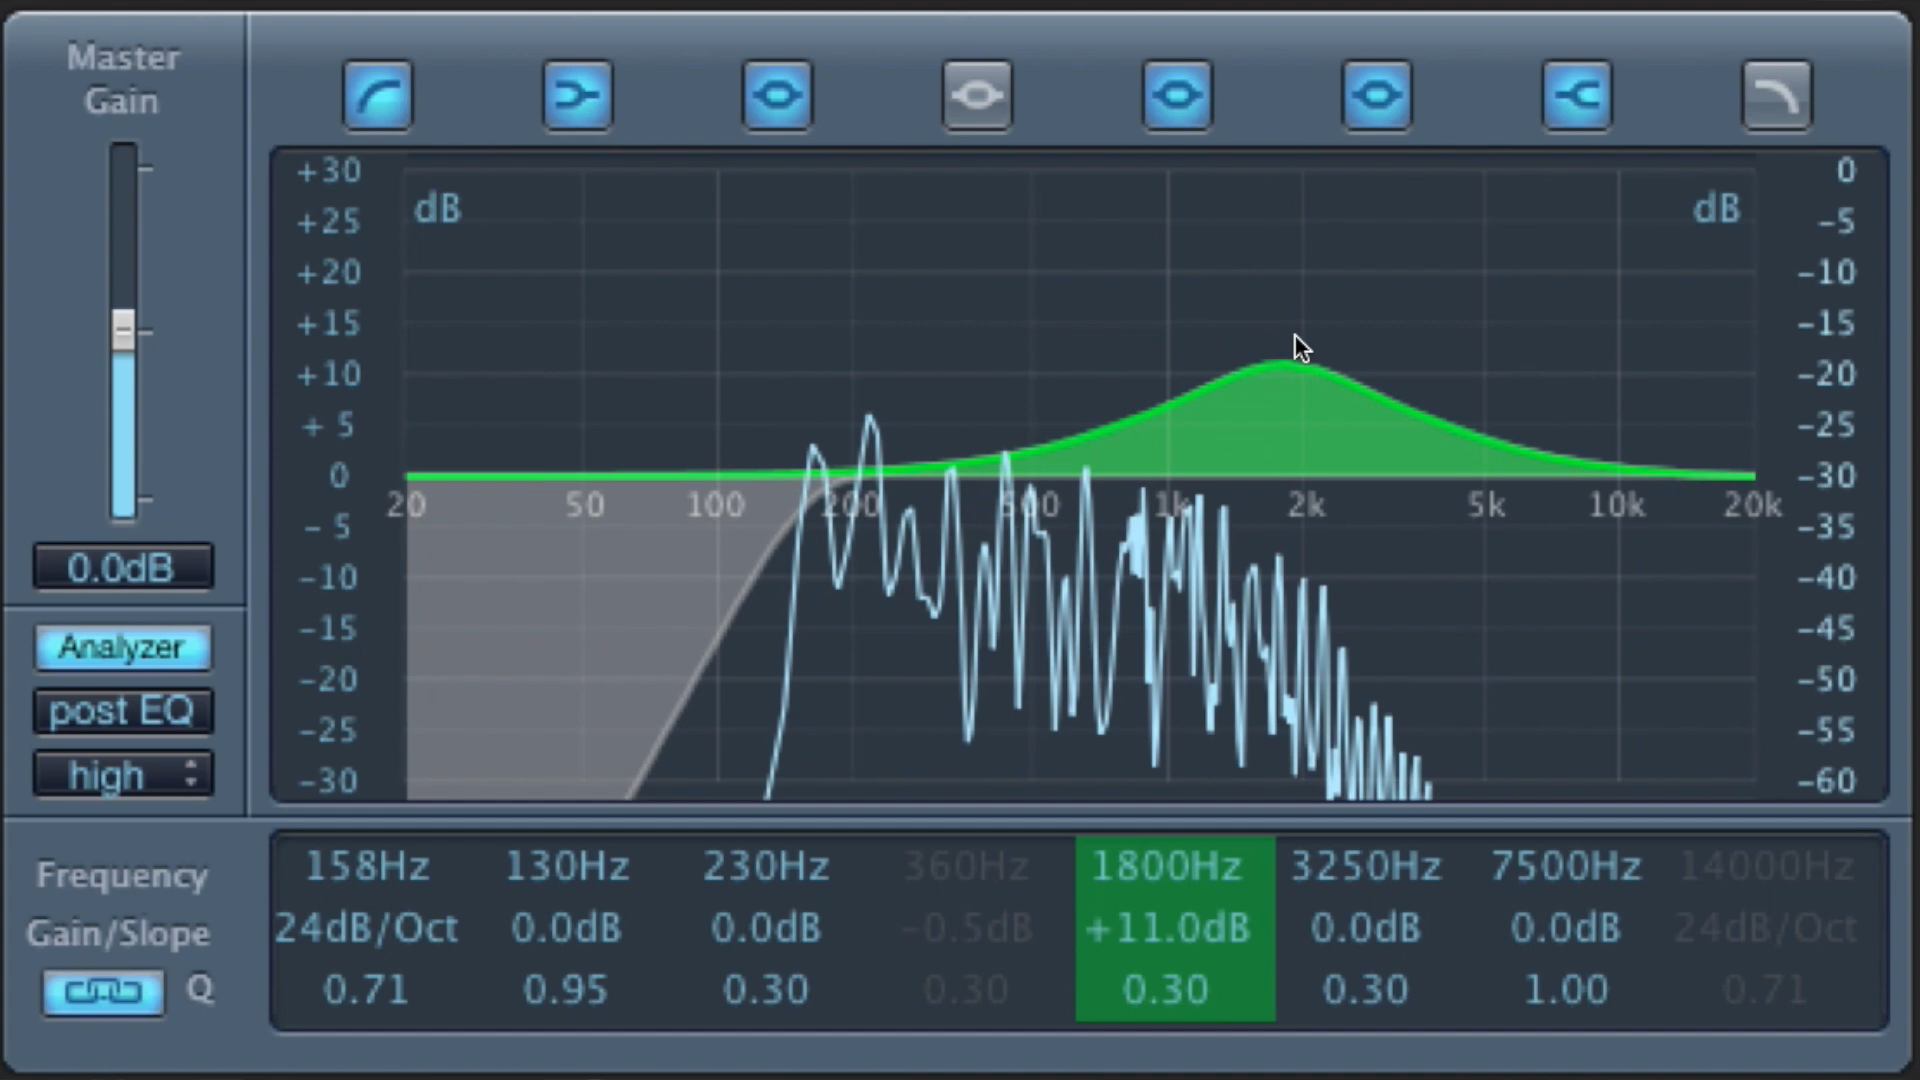 Master
Gain
0.0dB
Analyzer
post EQ
high
dB
dB
+30
+25
+20
+15
+10
+ 5
0
- 5
-10
-15
-20
-25
-30
20 50 100 200 500 1k 2k 5k 10k 20k
0
-5
-10
-15
-20
-25
-30
-35
-40
-45
-50
-55
-60
Frequency 158Hz 130Hz 230Hz 360Hz 1800Hz 3250Hz 7500Hz 14000Hz
Gain/Slope 24dB/Oct 0.0dB 0.0dB -0.5dB +11.0dB 0.0dB 0.0dB 24dB/Oct
Q 0.71 0.95 0.30 0.30 0.30 0.30 1.00 0.71